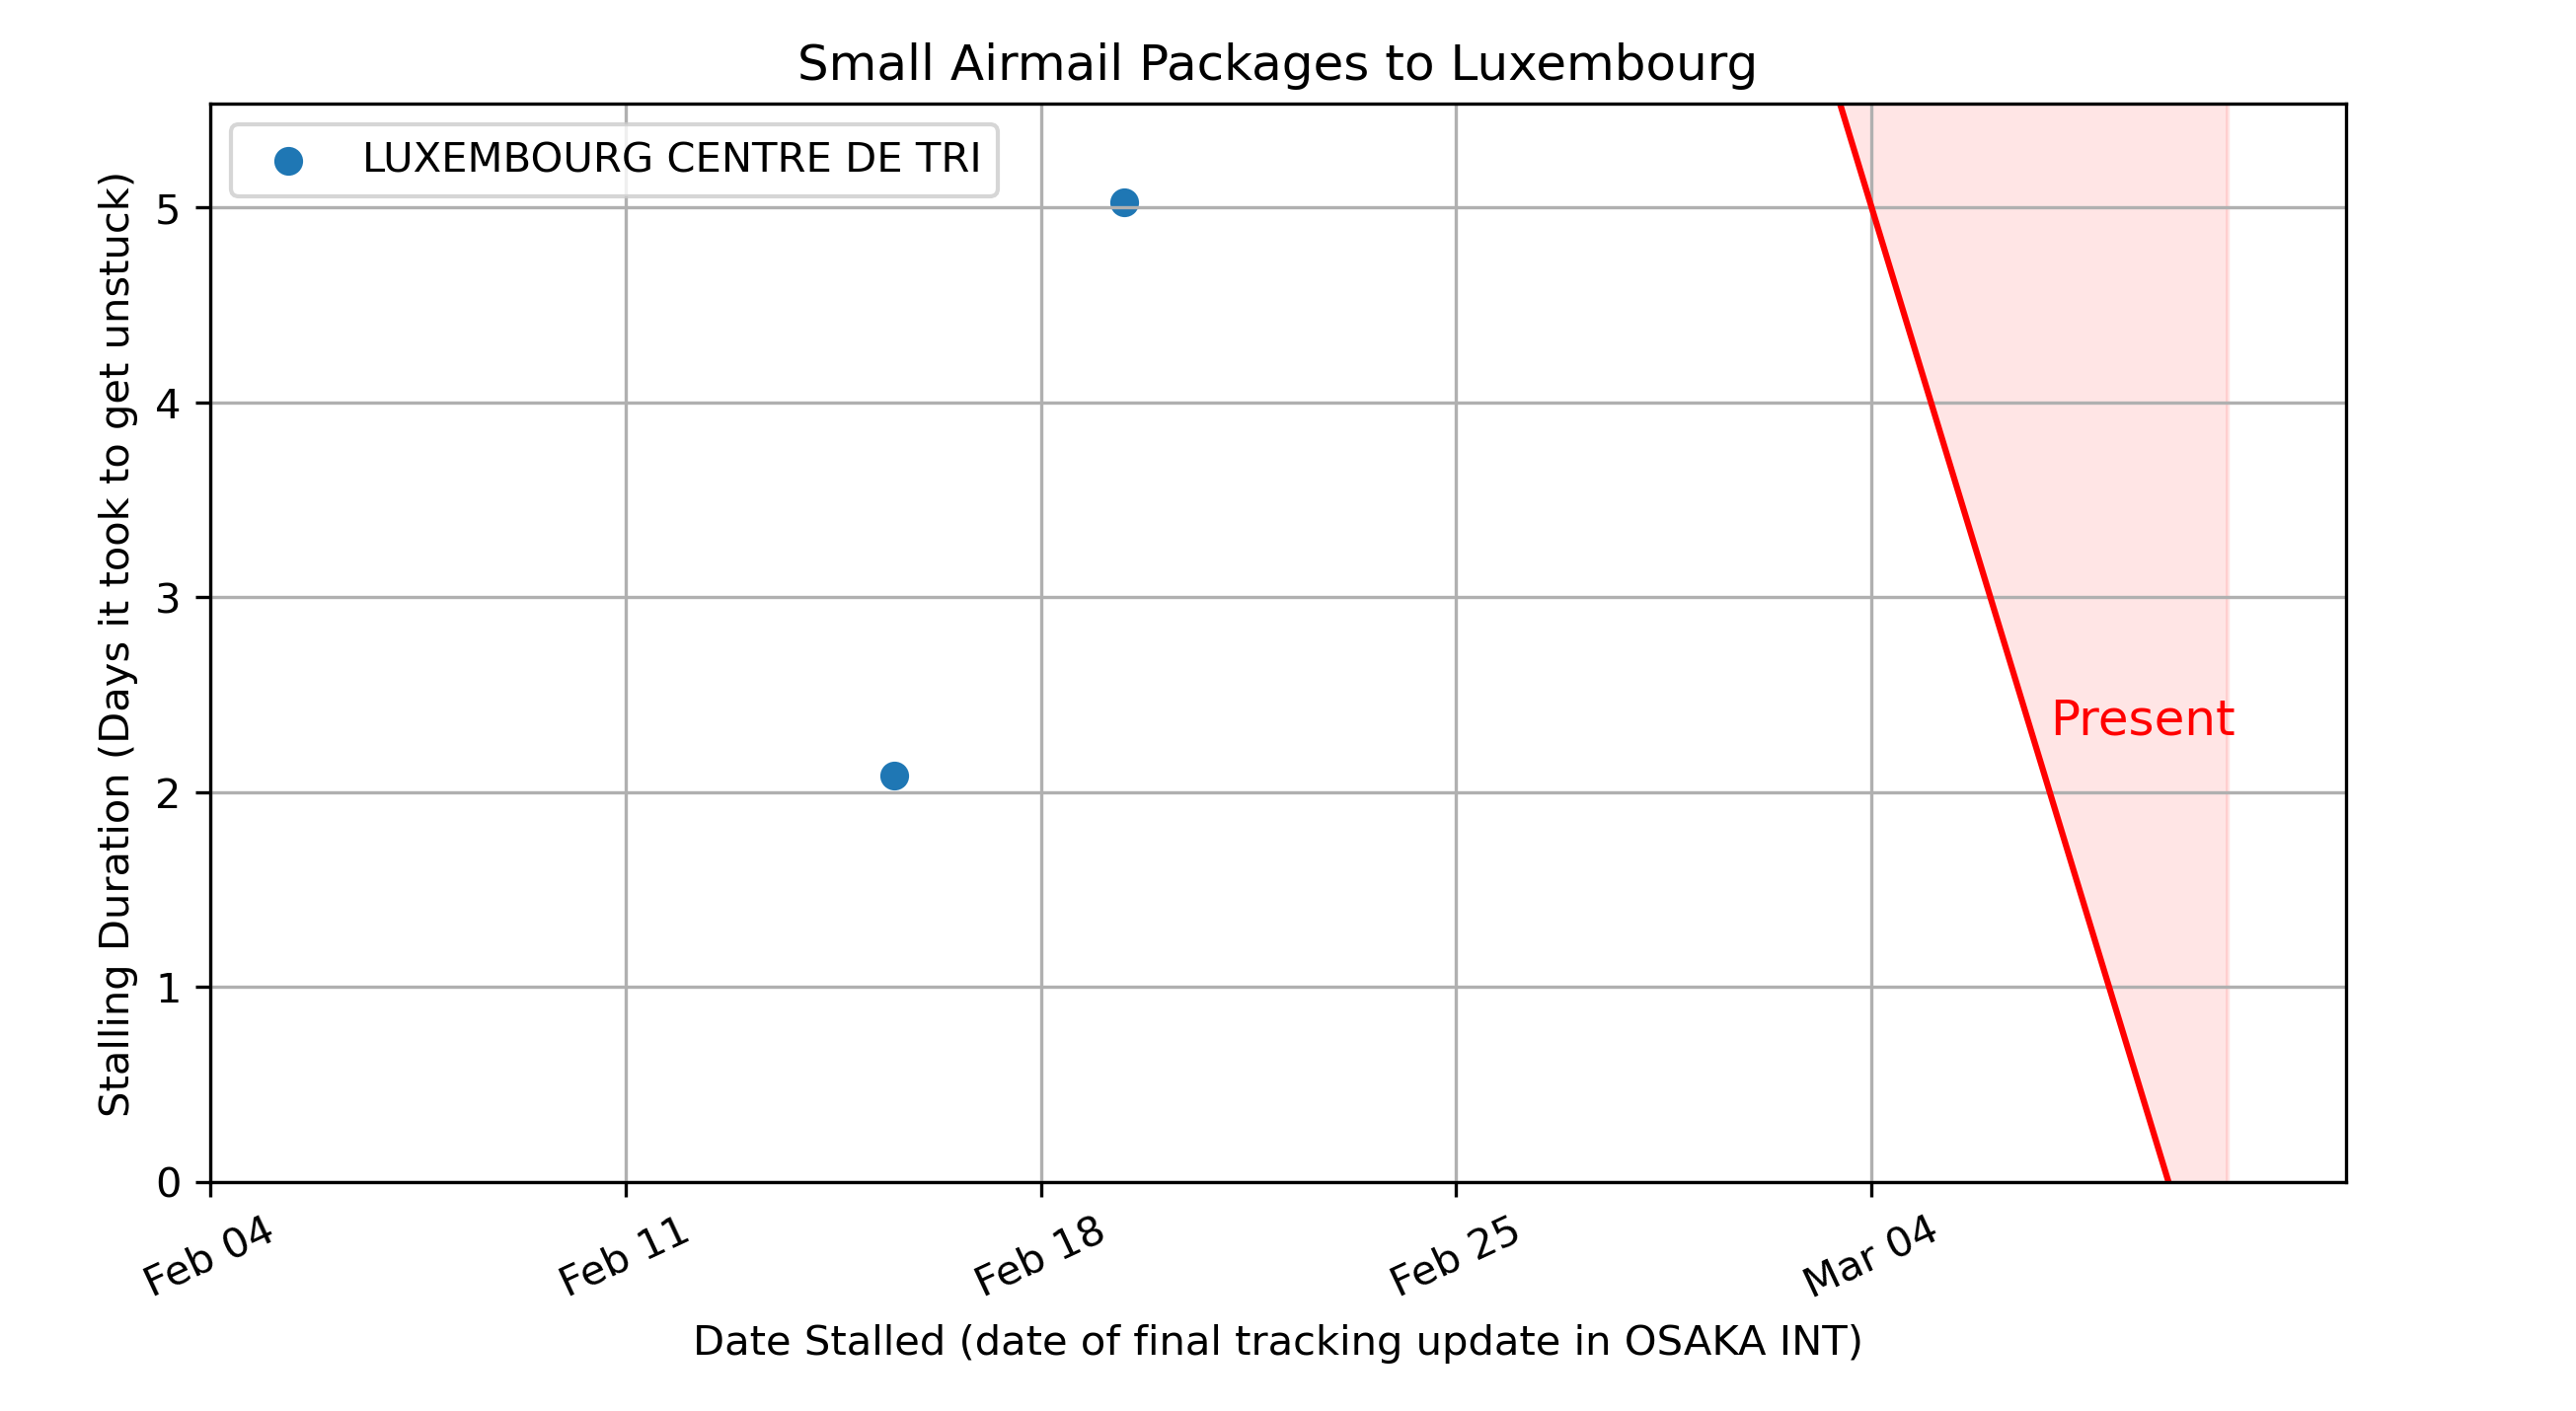 Small Airmail Packages to Luxembourg
LUXEMBOURG CENTRE DE TRI
Stalling Duration (Days it took to get unstuck)
5
4
3
2
1
0
Present
Feb 04
Feb 11
Feb 18
Feb 25
Mar 04
Date Stalled (date of final tracking update in OSAKA INT)